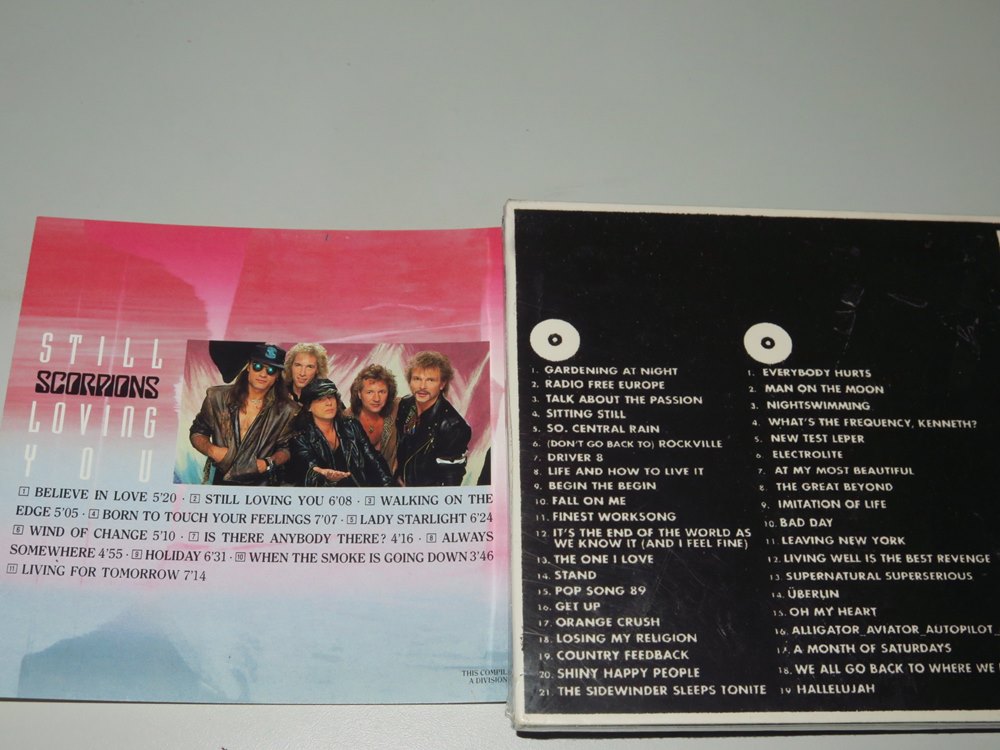 STILL
SCORPIONS
LOVING
YOU
1 BELIEVE IN LOVE 5'20 · 2 STILL LOVING YOU 6'08 · 3 WALKING ON THE
EDGE 5'05 · 4 BORN TO TOUCH YOUR FEELINGS 7'07 · 5 LADY STARLIGHT 6'24
6 WIND OF CHANGE 5'10 · 7 IS THERE ANYBODY THERE? 4'16 · 8 ALWAYS
SOMEWHERE 4'55 · 9 HOLIDAY 6'31 · 10 WHEN THE SMOKE IS GOING DOWN 3'46
11 LIVING FOR TOMORROW 7'14
THIS COMPIL
A DIVISION
1. GARDENING AT NIGHT
2. RADIO FREE EUROPE
3. TALK ABOUT THE PASSION
4. SITTING STILL
5. SO. CENTRAL RAIN
6. (DON'T GO BACK TO) ROCKVILLE
7. DRIVER 8
8. LIFE AND HOW TO LIVE IT
9. BEGIN THE BEGIN
10. FALL ON ME
11. FINEST WORKSONG
12. IT'S THE END OF THE WORLD AS
WE KNOW IT (AND I FEEL FINE)
13. THE ONE I LOVE
14. STAND
15. POP SONG 89
16. GET UP
17. ORANGE CRUSH
18. LOSING MY RELIGION
19. COUNTRY FEEDBACK
20. SHINY HAPPY PEOPLE
21. THE SIDEWINDER SLEEPS TONITE
1. EVERYBODY HURTS
2. MAN ON THE MOON
3. NIGHTSWIMMING
4. WHAT'S THE FREQUENCY, KENNETH?
5. NEW TEST LEPER
6. ELECTROLITE
7. AT MY MOST BEAUTIFUL
8. THE GREAT BEYOND
9. IMITATION OF LIFE
10. BAD DAY
11. LEAVING NEW YORK
12. LIVING WELL IS THE BEST REVENGE
13. SUPERNATURAL SUPERSERIOUS
14. ÜBERLIN
15. OH MY HEART
16. ALLIGATOR_AVIATOR_AUTOPILOT_
17. A MONTH OF SATURDAYS
18. WE ALL GO BACK TO WHERE WE
19 HALLELUJAH